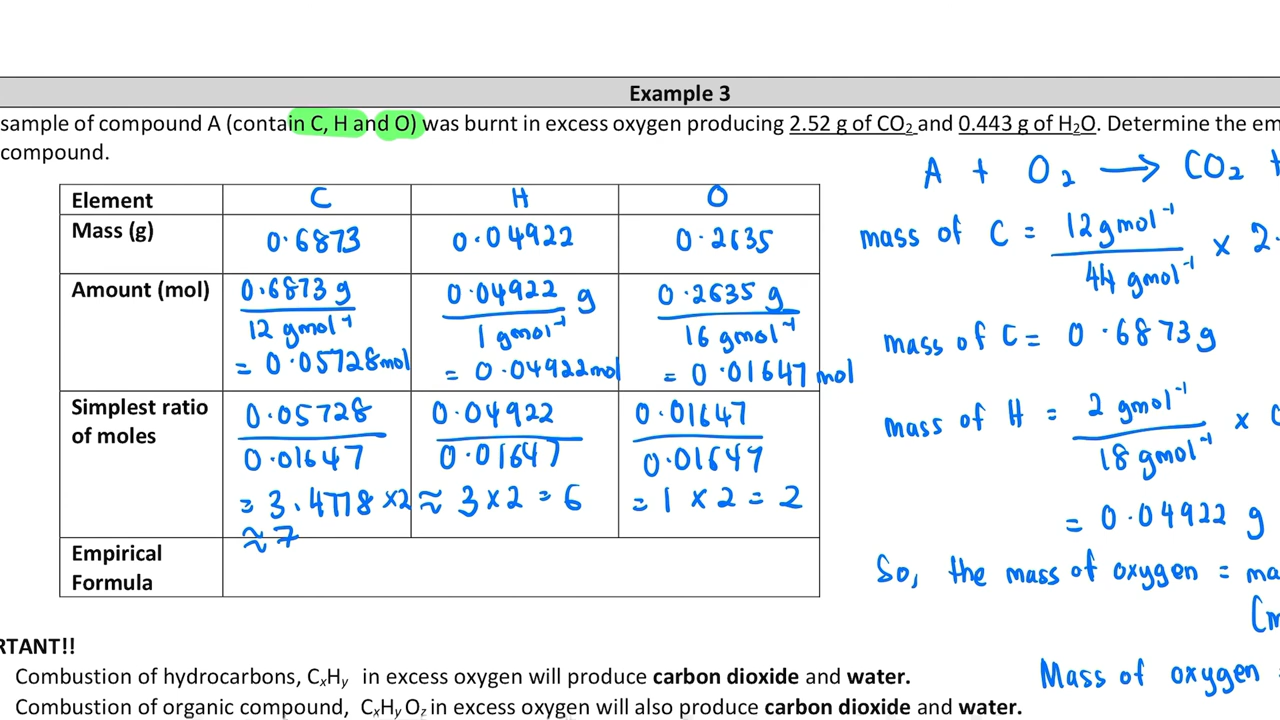 Example 3
sample of compound A (contain C, H and O) was burnt in excess oxygen producing 2.52 g of CO₂ and 0.443 g of H₂O. Determine the em
compound.
A + O₂ → CO₂ +
Element C H O
Mass (g) 0.6873 0.04922 0.2635
mass of C = 12 gmol⁻¹ / 44 gmol⁻¹ × 2.
Amount (mol) 0.6873 g / 12 gmol⁻¹ = 0.05728 mol 0.04922 g / 1 gmol⁻¹ = 0.04922 mol 0.2635 g / 16 gmol⁻¹ = 0.01647 mol
mass of C = 0.6873 g
Simplest ratio of moles 0.05728 / 0.01647 = 3.4778 ×2 ≈ 7 0.04922 / 0.01647 ≈ 3 × 2 = 6 0.01647 / 0.01647 = 1 × 2 = 2
mass of H = 2 gmol⁻¹ / 18 gmol⁻¹ ×
= 0.04922 g
Empirical Formula
So, the mass of oxygen = ma
Mass of oxygen =
RTANT!!
Combustion of hydrocarbons, CₓHᵧ in excess oxygen will produce carbon dioxide and water.
Combustion of organic compound, CₓHᵧO𝓏 in excess oxygen will also produce carbon dioxide and water.